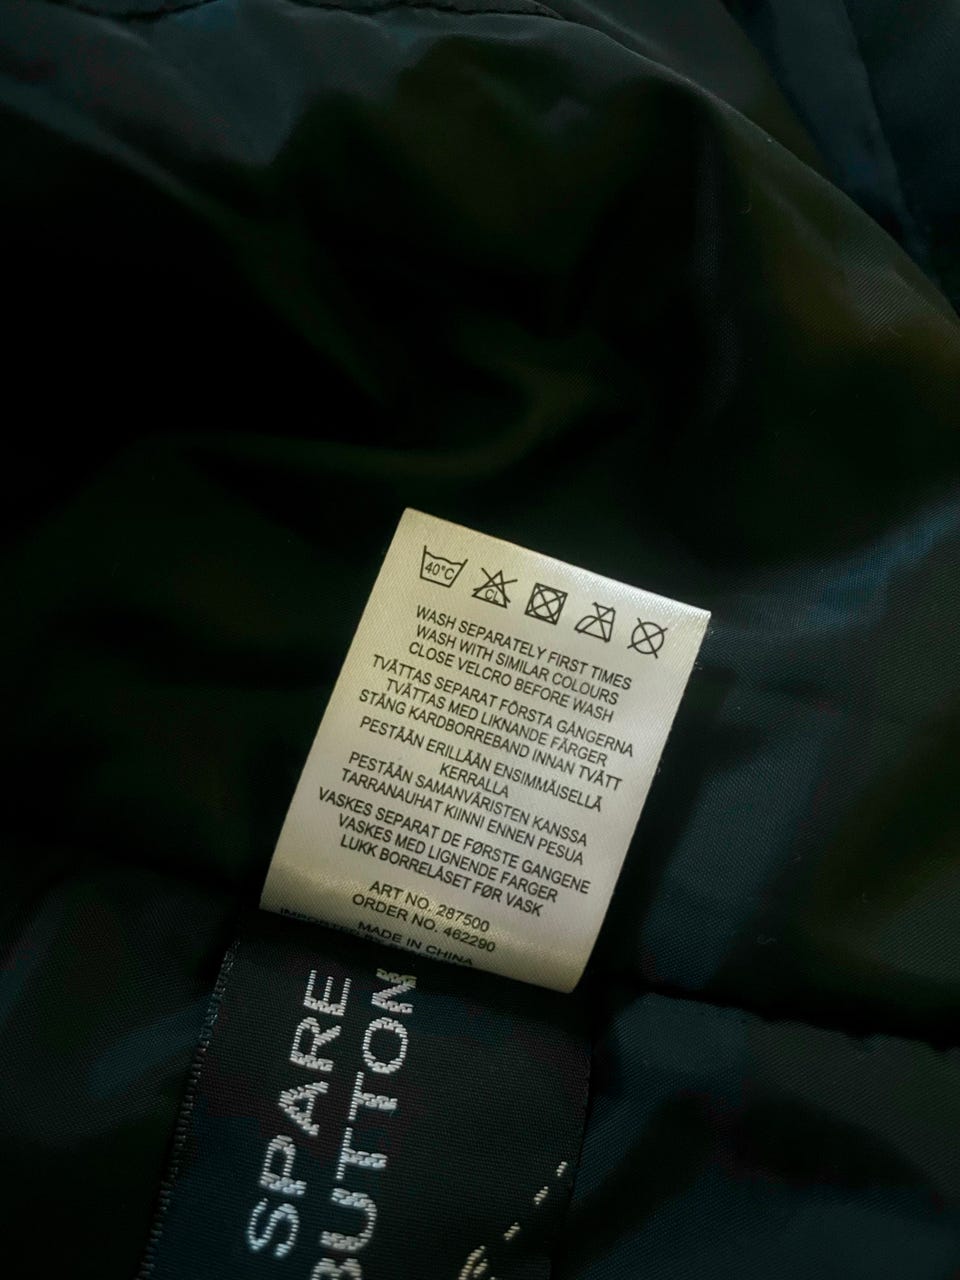 40°C
CL
WASH SEPARATELY FIRST TIMES
WASH WITH SIMILAR COLOURS
CLOSE VELCRO BEFORE WASH
TVÄTTAS SEPARAT FÖRSTA GÅNGERNA
TVÄTTAS MED LIKNANDE FÄRGER
STÄNG KARDBORREBAND INNAN TVÄTT
PESTÄÄN ERILLÄÄN ENSIMMÄISELLÄ
KERRALLA
PESTÄÄN SAMANVÄRISTEN KANSSA
TARRANAUHAT KIINNI ENNEN PESUA
VASKES SEPARAT DE FØRSTE GANGENE
VASKES MED LIGNENDE FARGER
LUKK BORRELÅSET FØR VASK
ART NO. 287500
ORDER NO. 462290
MADE IN CHINA
IMPORTED BY
SPARE
BUTTON